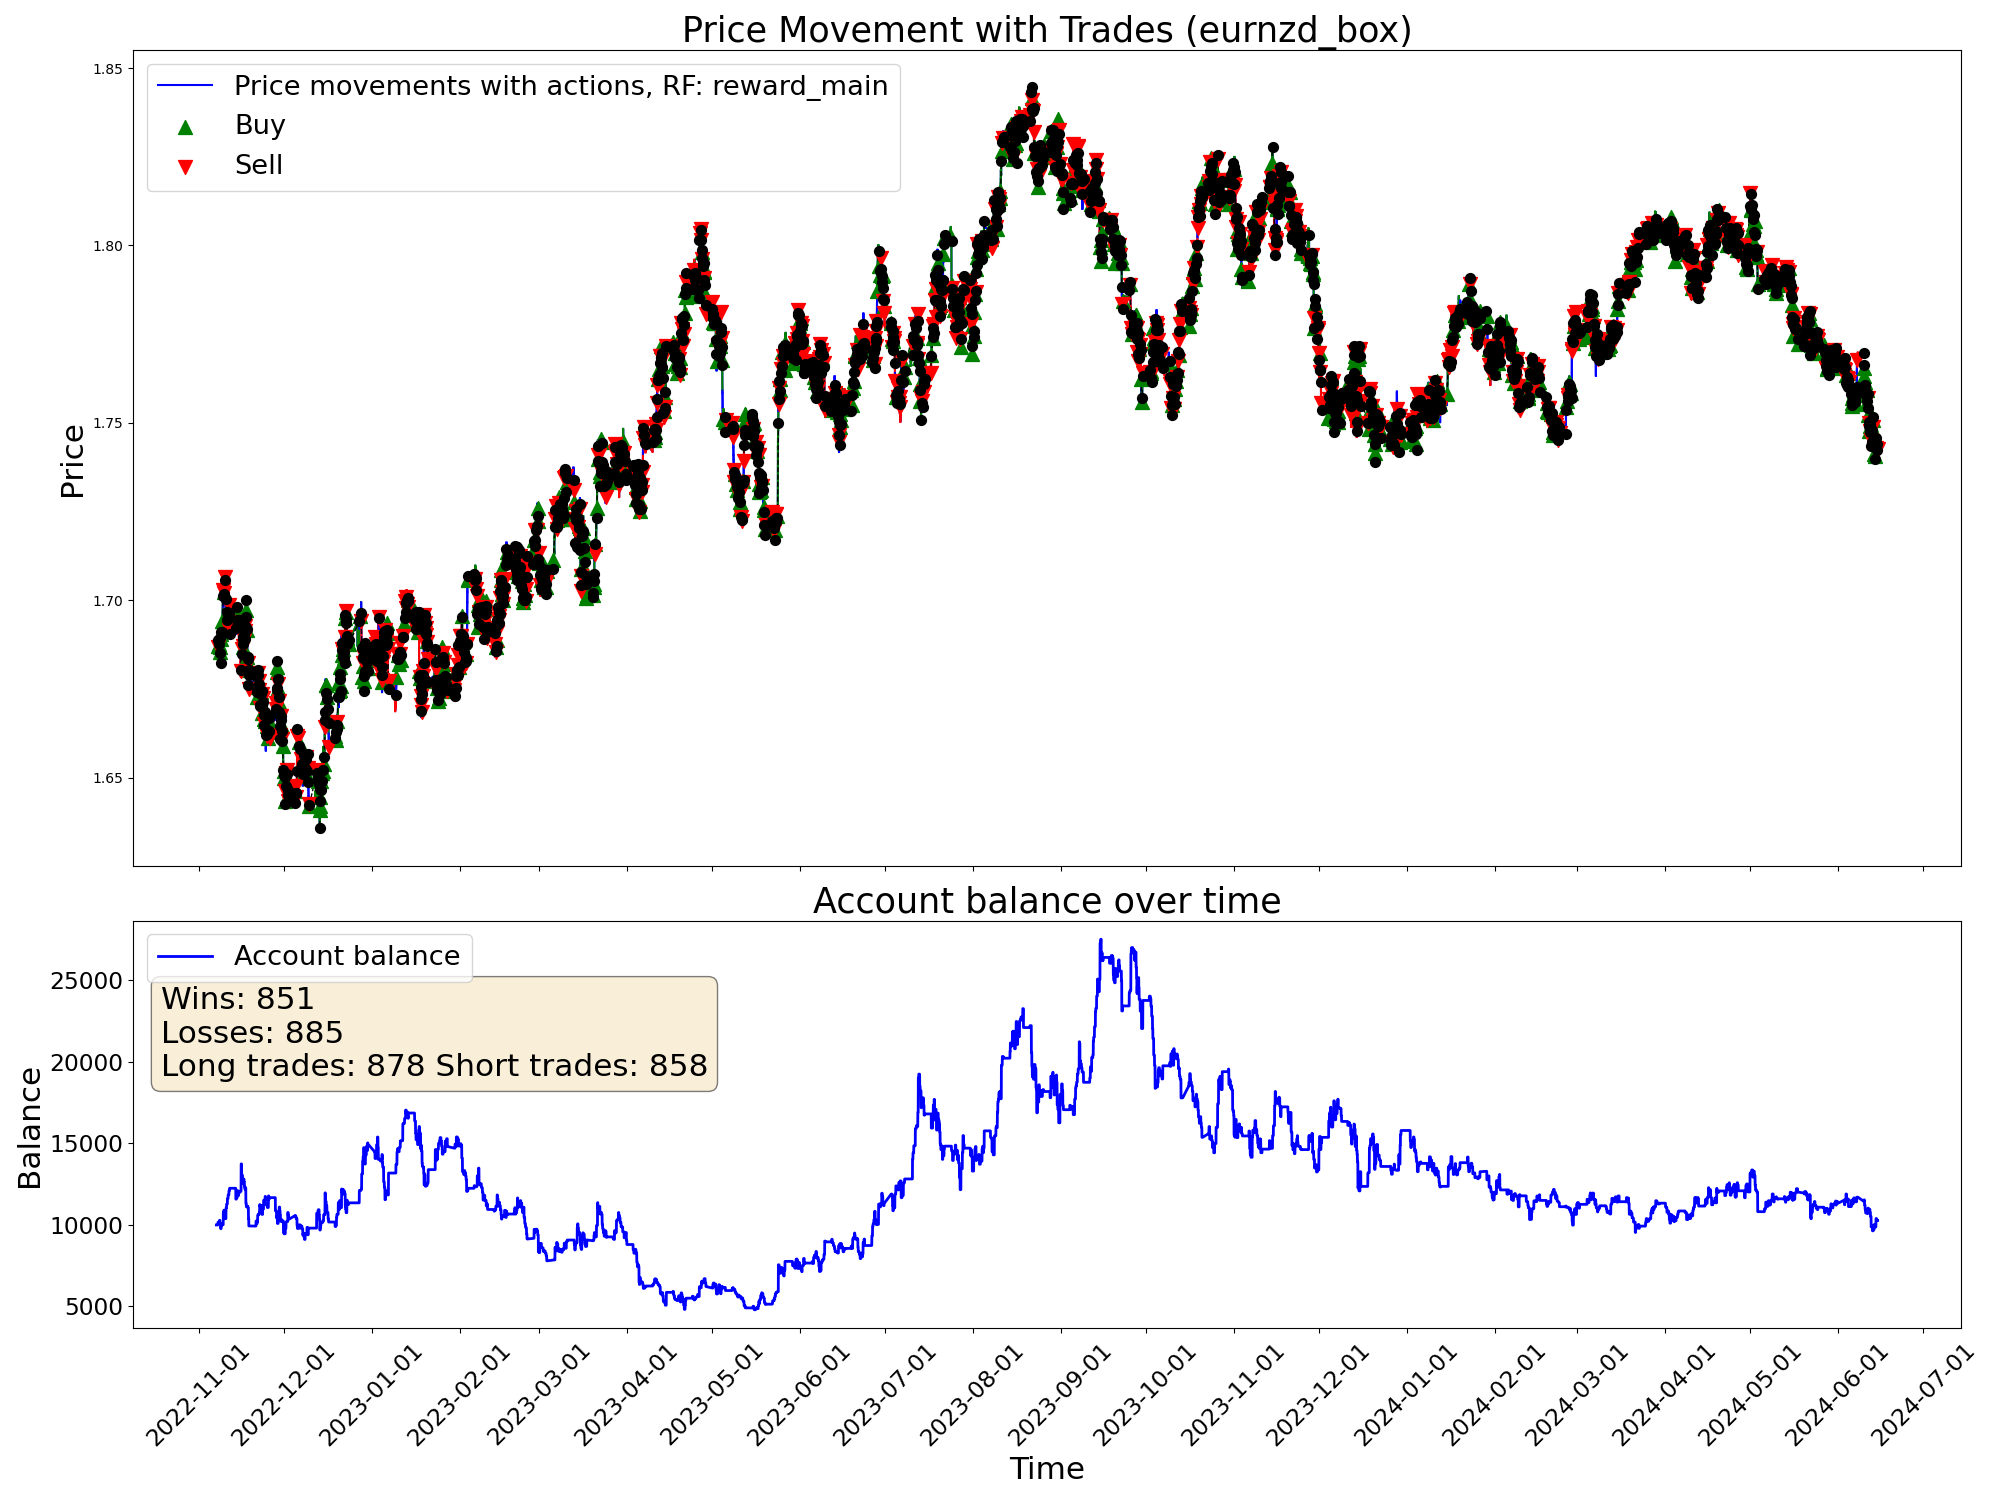 Price Movement with Trades (eurnzd_box)
Price movements with actions, RF: reward_main
Buy
Sell
1.85
1.80
1.75
1.70
1.65
Price
Account balance over time
Account balance
Wins: 851
Losses: 885
Long trades: 878 Short trades: 858
25000
20000
15000
10000
5000
Balance
2022-11-01
2022-12-01
2023-01-01
2023-02-01
2023-03-01
2023-04-01
2023-05-01
2023-06-01
2023-07-01
2023-08-01
2023-09-01
2023-10-01
2023-11-01
2023-12-01
2024-01-01
2024-02-01
2024-03-01
2024-04-01
2024-05-01
2024-06-01
2024-07-01
Time